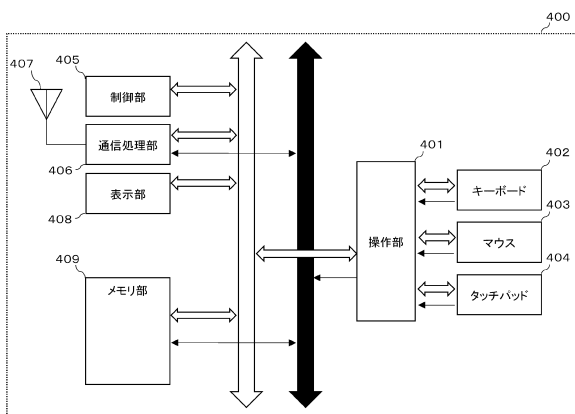 400
407
405
制御部
通信処理部
406
表示部
408
409
メモリ部
401
操作部
402
キーボード
403
マウス
404
タッチパッド